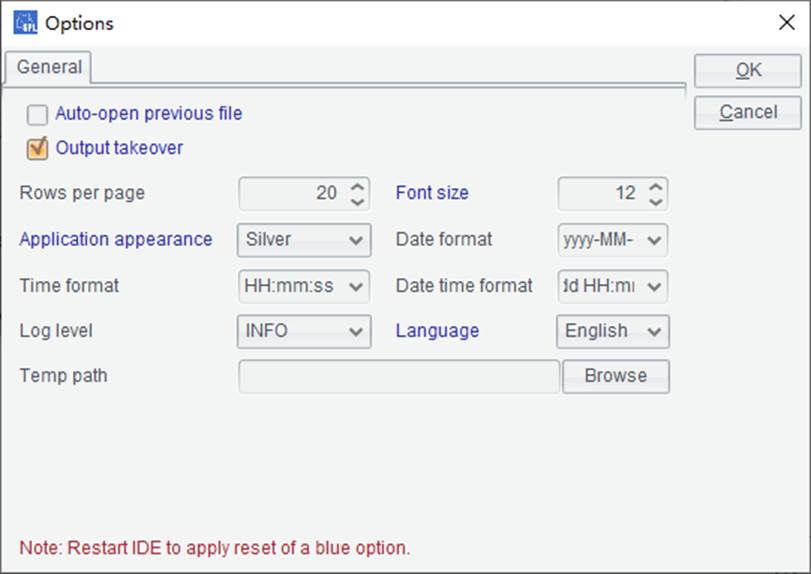 Options
General
OK
Cancel
Auto-open previous file
Output takeover
Rows per page 20 Font size 12
Application appearance Silver Date format yyyy-MM-
Time format HH:mm:ss Date time format dd HH:m
Log level INFO Language English
Temp path Browse
Note: Restart IDE to apply reset of a blue option.